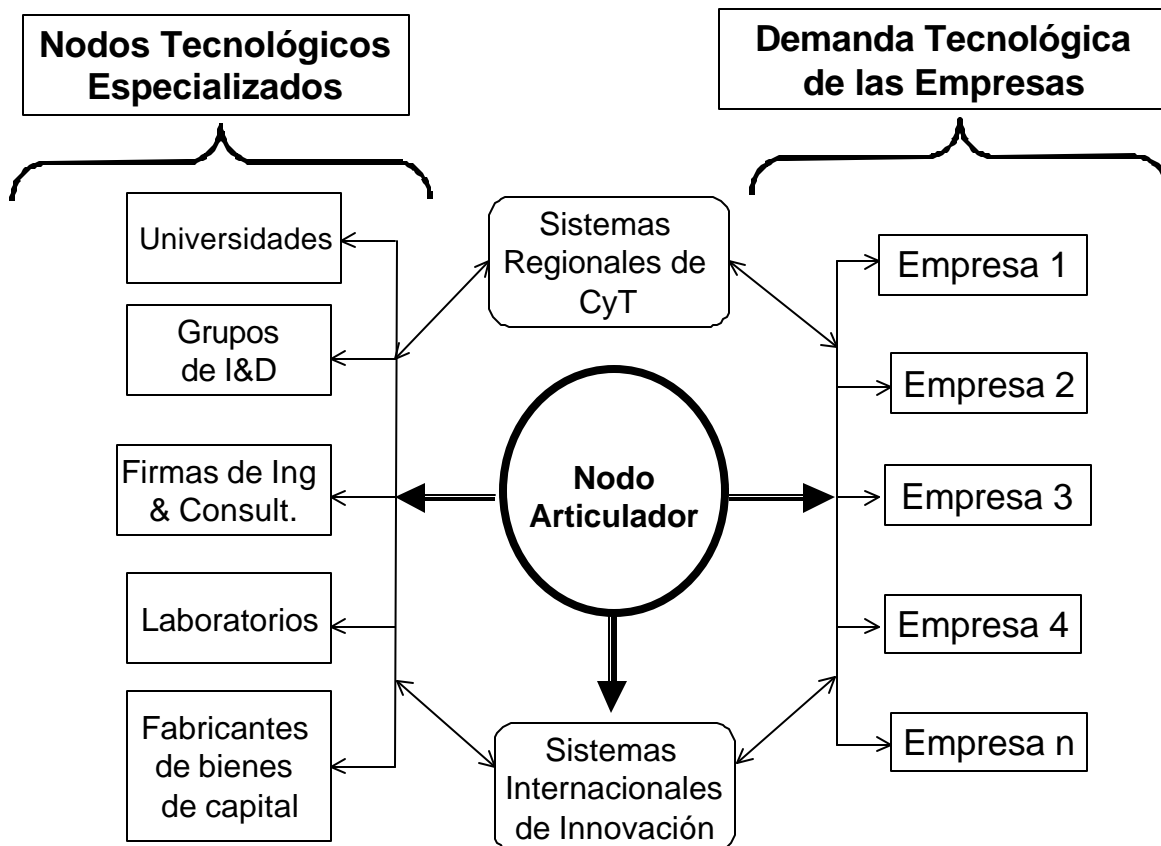 Nodos Tecnológicos
Especializados
Demanda Tecnológica
de las Empresas
Universidades
Grupos
de I&D
Firmas de Ing
& Consult.
Laboratorios
Fabricantes
de bienes
de capital
Sistemas
Regionales de
CyT
Nodo
Articulador
Sistemas
Internacionales
de Innovación
Empresa 1
Empresa 2
Empresa 3
Empresa 4
Empresa n